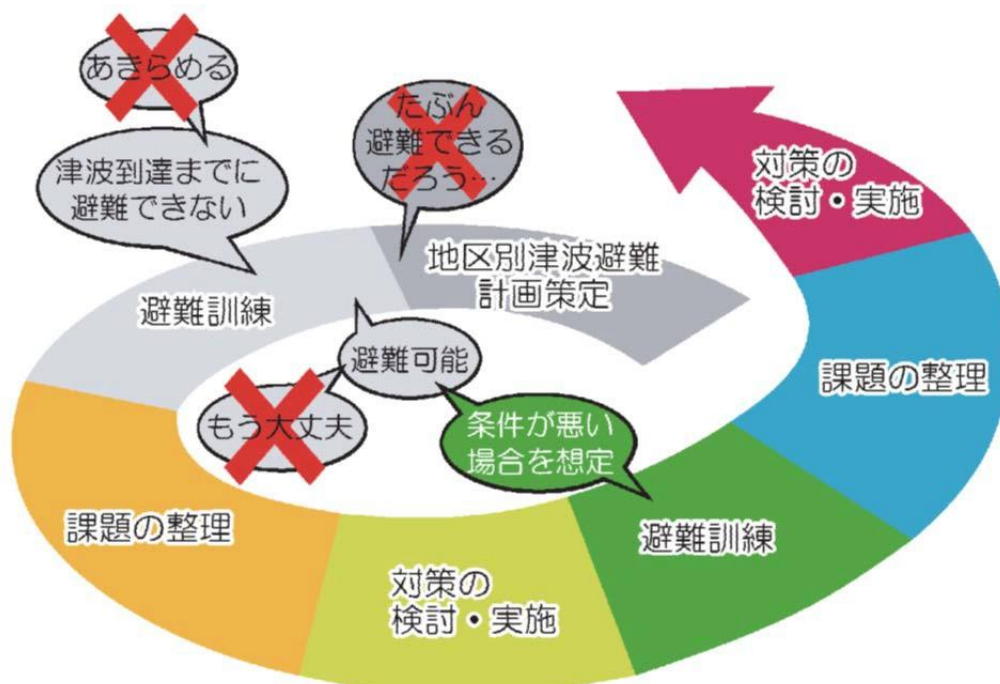 あきらめる
津波到達までに
避難できない
たぶん
避難できる
だろう…
地区別津波避難
計画策定
避難訓練
避難可能
もう大丈夫
条件が悪い
場合を想定
課題の整理
対策の
検討・実施
避難訓練
課題の整理
対策の
検討・実施